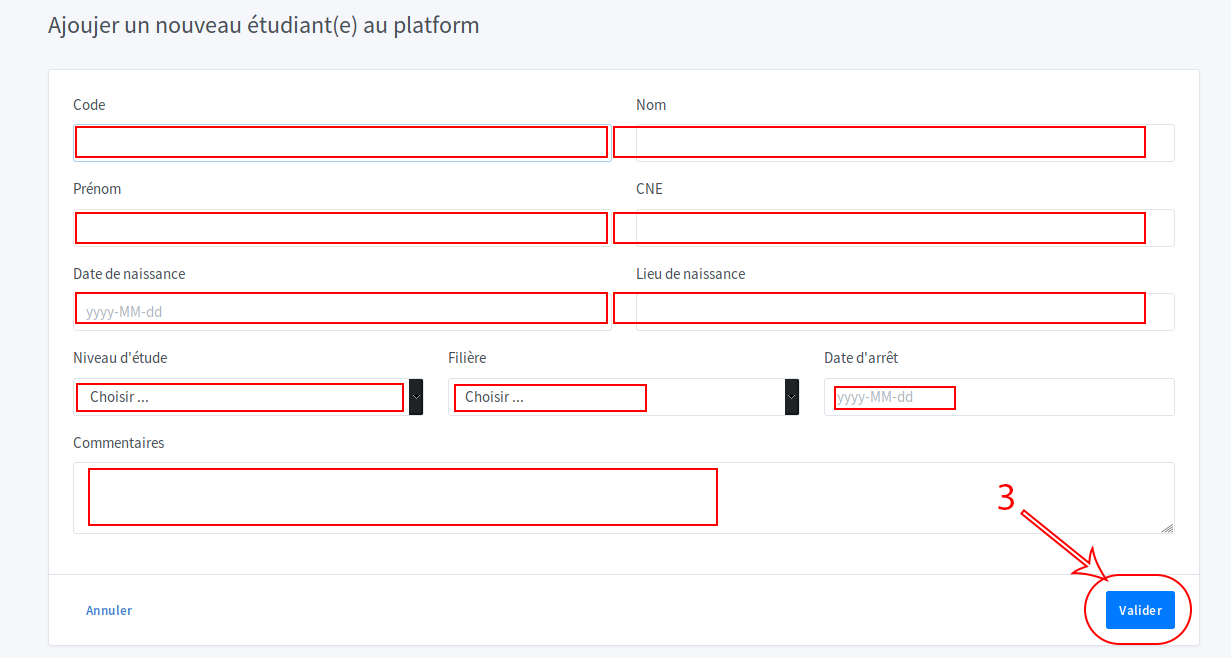 Ajoujer un nouveau étudiant(e) au platform
Code
Nom
Prénom
CNE
Date de naissance
Lieu de naissance
yyyy-MM-dd
Niveau d'étude
Filière
Date d'arrêt
Choisir ...
Choisir ...
yyyy-MM-dd
Commentaires
3
Annuler
Valider